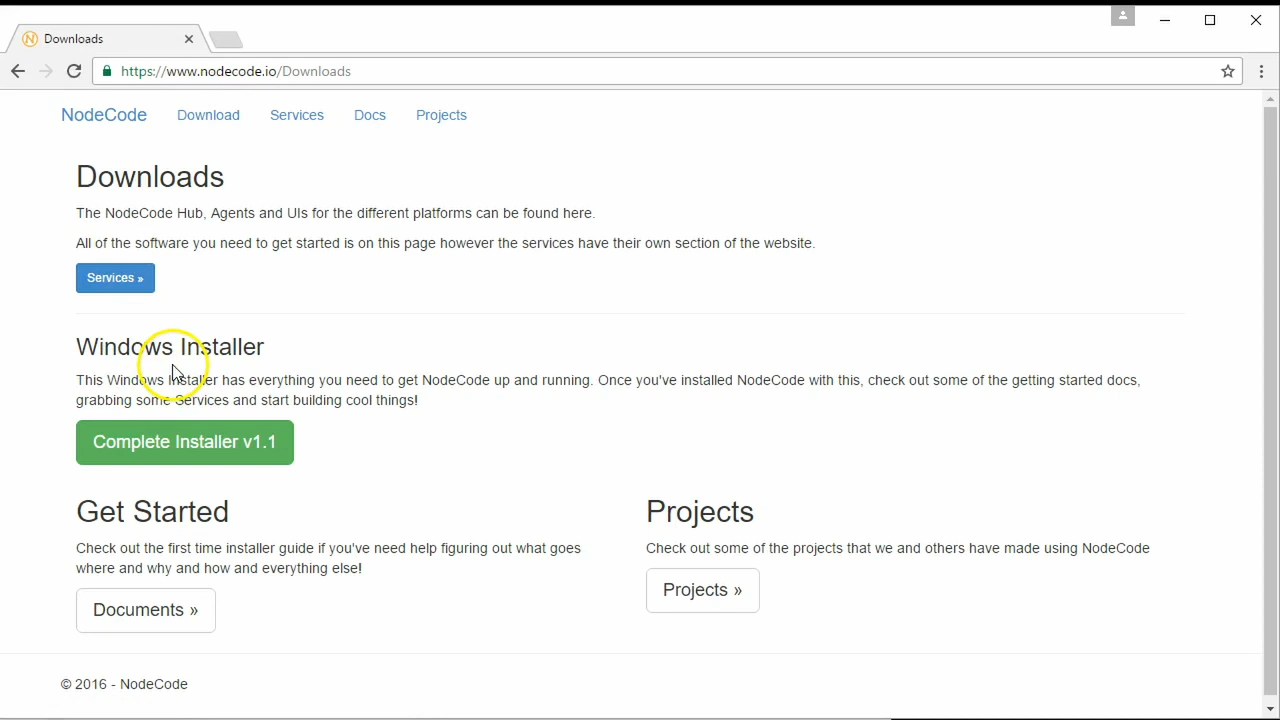 Downloads
https://www.nodecode.io/Downloads
NodeCode Download Services Docs Projects
Downloads
The NodeCode Hub, Agents and UIs for the different platforms can be found here.
All of the software you need to get started is on this page however the services have their own section of the website.
Services »
Windows Installer
This Windows Installer has everything you need to get NodeCode up and running. Once you've installed NodeCode with this, check out some of the getting started docs,
grabbing some Services and start building cool things!
Complete Installer v1.1
Get Started
Check out the first time installer guide if you've need help figuring out what goes
where and why and how and everything else!
Documents »
Projects
Check out some of the projects that we and others have made using NodeCode
Projects »
© 2016 - NodeCode